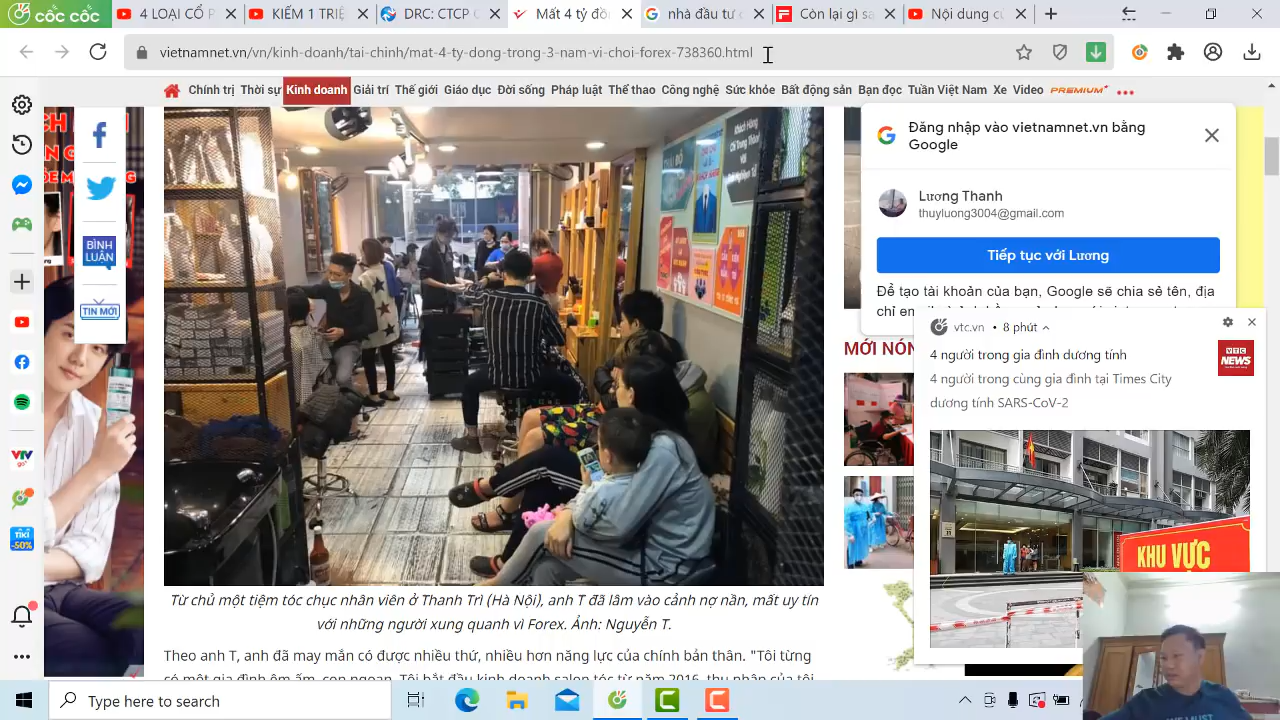 cốc cốc
4 LOẠI CỔ P
KIẾM 1 TRIỆ
DRC: CTCP
Mất 4 tỷ đồ
nhà đầu tư
Còn lại gì sa
Nội dung c
vietnamnet.vn/vn/kinh-doanh/tai-chinh/mat-4-ty-dong-trong-3-nam-vi-choi-forex-738360.html
Chính trị Thời sự Kinh doanh Giải trí Thế giới Giáo dục Đời sống Pháp luật Thể thao Công nghệ Sức khỏe Bất động sản Bạn đọc Tuần Việt Nam Xe Video PREMIUM
BÌNH
LUẬN
TIN MỚI
Đăng nhập vào vietnamnet.vn bằng
Google
Lương Thanh
thuyluong3004@gmail.com
Tiếp tục với Lương
Để tạo tài khoản của bạn, Google sẽ chia sẻ tên, địa
MỚI NÓN
vtc.vn • 8 phút
4 người trong gia đình dương tính
4 người trong cùng gia đình tại Times City
dương tính SARS-CoV-2
VTC
NEWS
KHU VỰC
VTV
go
TIKI
-50%
Từ chủ một tiệm tóc chục nhân viên ở Thanh Trì (Hà Nội), anh T đã lâm vào cảnh nợ nần, mất uy tín
với những người xung quanh vì Forex. Ảnh: Nguyễn T.
Theo anh T, anh đã may mắn có được nhiều thứ, nhiều hơn năng lực của chính bản thân. "Tôi từng
Type here to search